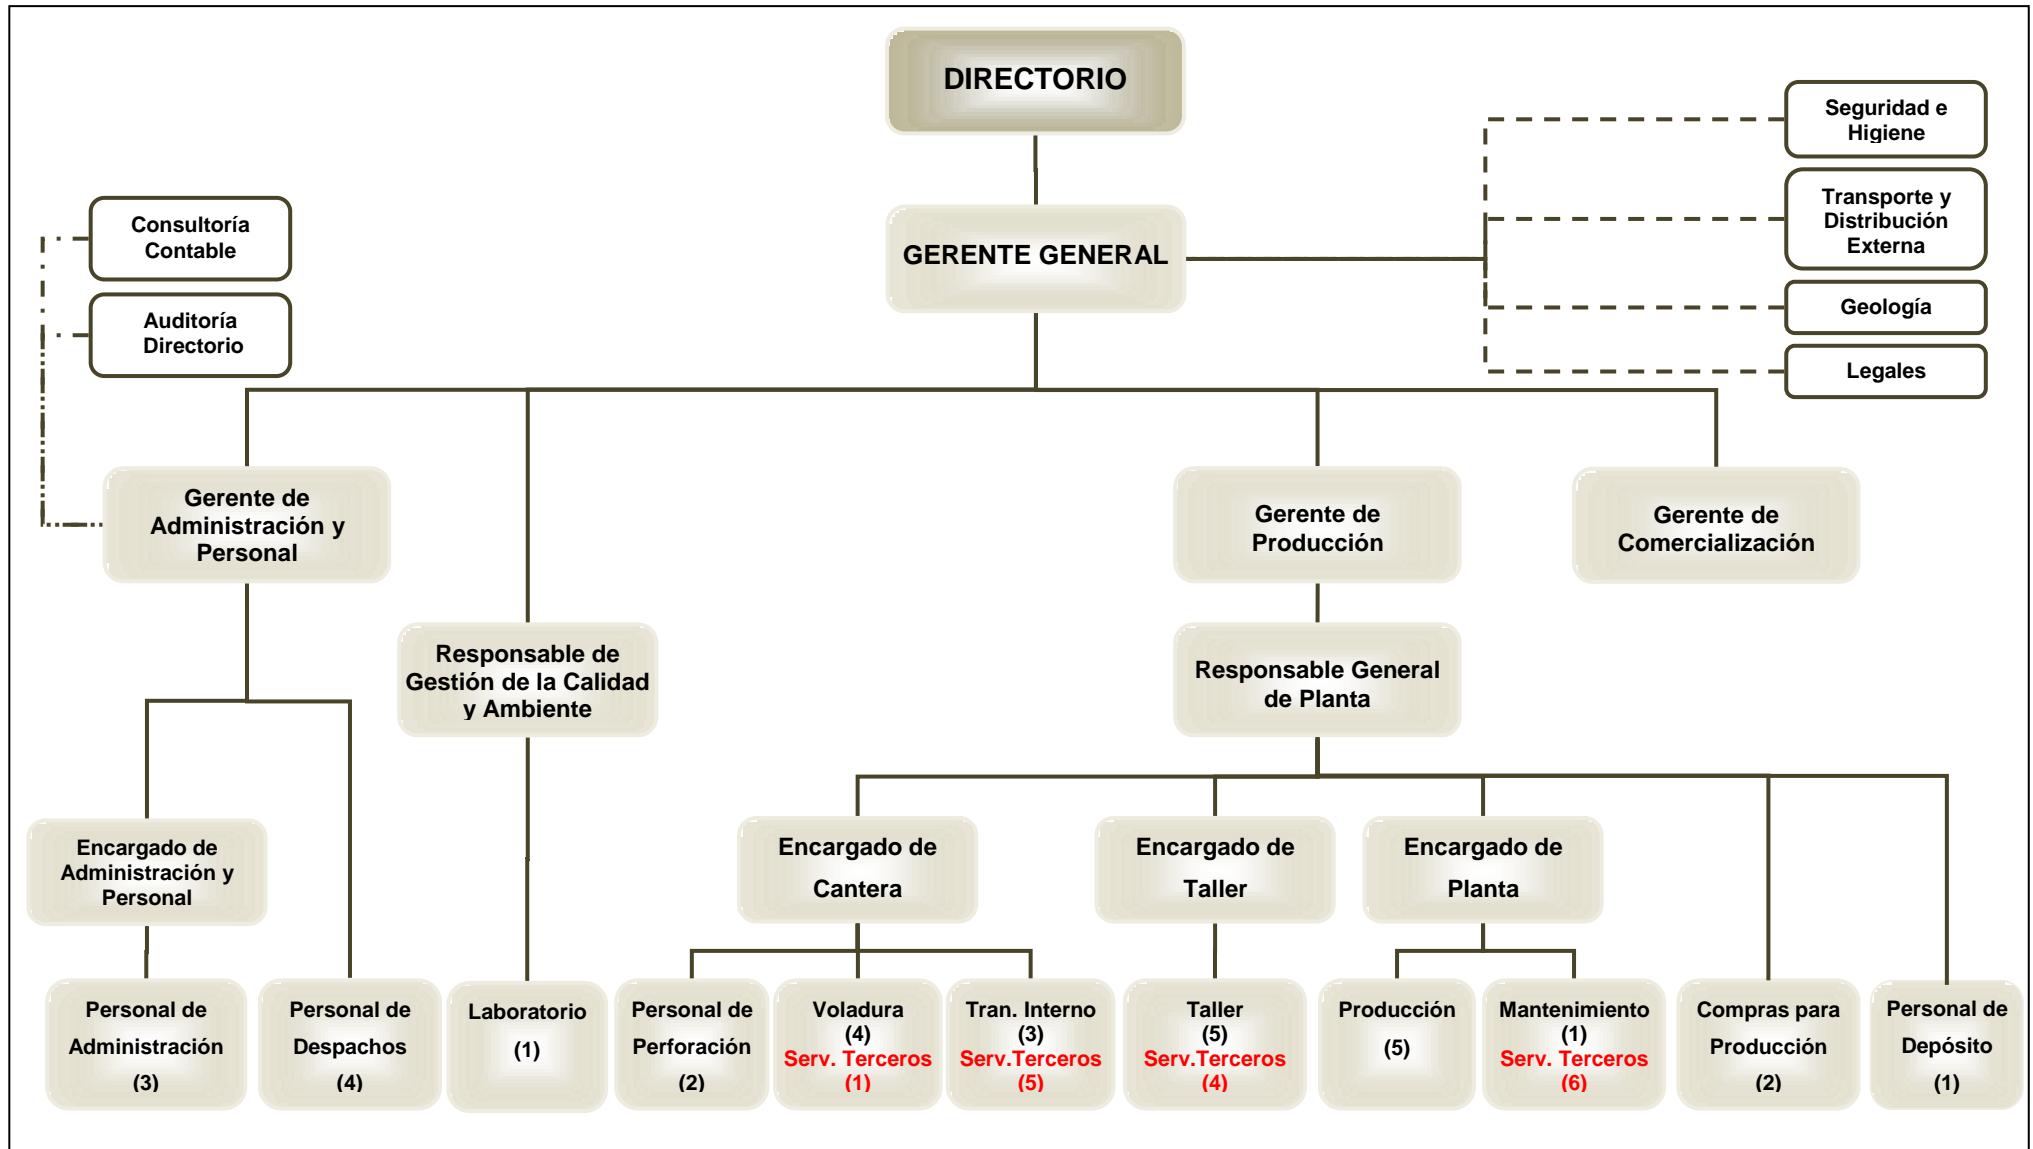 DIRECTORIO
Seguridad e
Higiene
Transporte y
Distribución
Externa
Geología
Legales
GERENTE GENERAL
Consultoría
Contable
Auditoría
Directorio
Gerente de
Administración y
Personal
Gerente de
Producción
Gerente de
Comercialización
Responsable de
Gestión de la Calidad
y Ambiente
Responsable General
de Planta
Encargado de
Administración y
Personal
Encargado de
Cantera
Encargado de
Taller
Encargado de
Planta
Personal de
Administración
(3)
Personal de
Despachos
(4)
Laboratorio
(1)
Personal de
Perforación
(2)
Voladura
(4)
Serv. Terceros
(1)
Tran. Interno
(3)
Serv.Terceros
(5)
Taller
(5)
Serv.Terceros
(4)
Producción
(5)
Mantenimiento
(1)
Serv. Terceros
(6)
Compras para
Producción
(2)
Personal de
Depósito
(1)